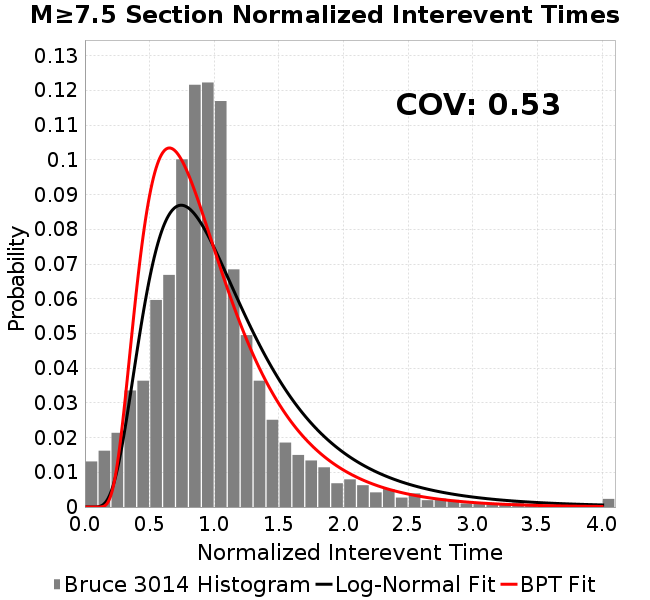 M≥7.5 Section Normalized Interevent Times
COV: 0.53
Probability
0.13
0.12
0.11
0.1
0.09
0.08
0.07
0.06
0.05
0.04
0.03
0.02
0.01
0
0.0 0.5 1.0 1.5 2.0 2.5 3.0 3.5 4.0
Normalized Interevent Time
Bruce 3014 Histogram Log-Normal Fit BPT Fit